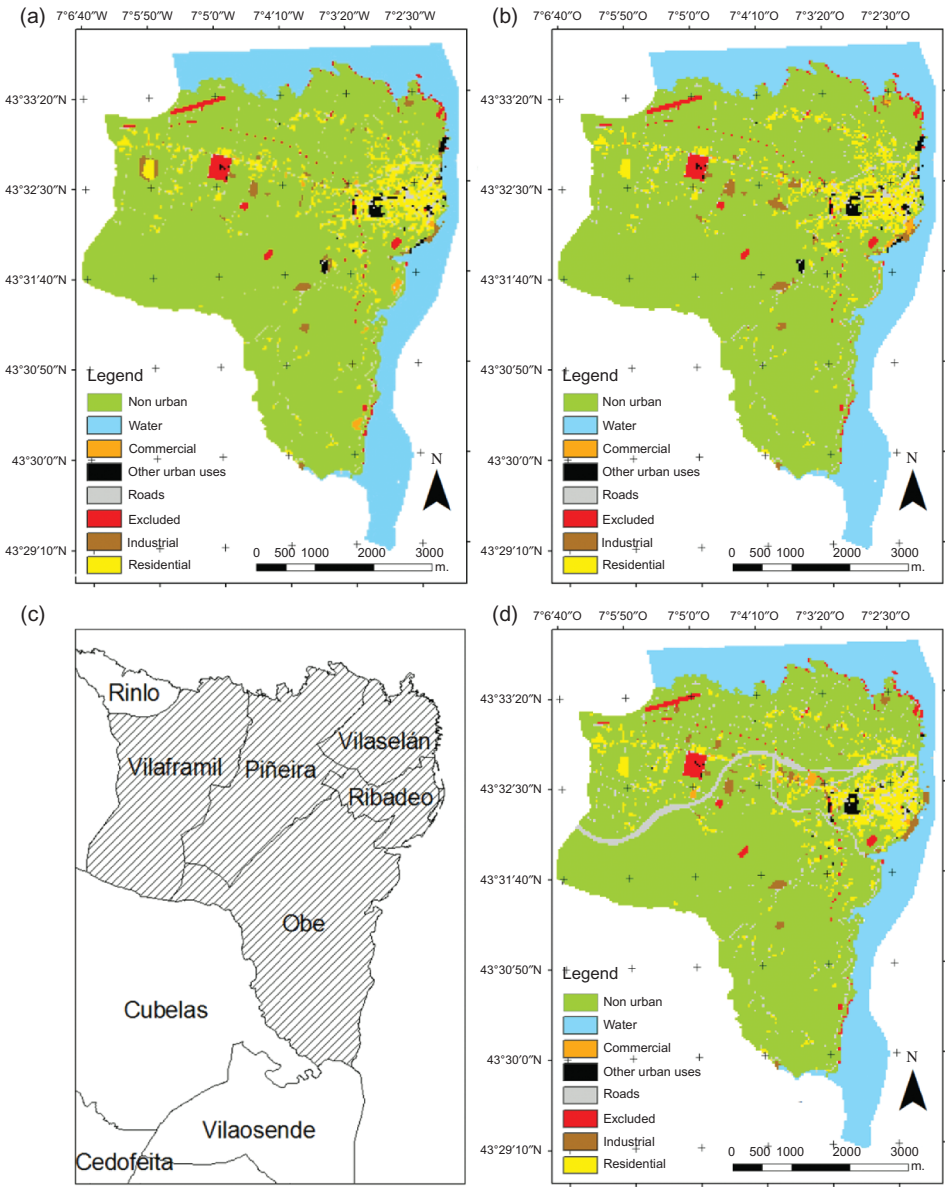 (a)
7°6′40″O 7°5′50″O 7°5′0″O 7°4′10″O 7°3′20″O 7°2′30″O
43°33′20″N
43°32′30″N
43°31′40″N
43°30′50″N
43°30′0″N
43°29′10″N
Legend
Non urban
Water
Commercial
Other urban uses
Roads
Excluded
Industrial
Residential
N
0 500 1000 2000 3000
m.
(b)
7°6′40″O 7°5′50″O 7°5′0″O 7°4′10″O 7°3′20″O 7°2′30″O
43°33′20″N
43°32′30″N
43°31′40″N
43°30′50″N
43°30′0″N
43°29′10″N
Legend
Non urban
Water
Commercial
Other urban uses
Roads
Excluded
Industrial
Residential
N
0 500 1000 2000 3000
m.
(c)
Rinlo
Vilaframil
Piñeira
Vilaselán
Ribadeo
Obe
Cubelas
Vilaosende
Cedofeita
(d)
7°6′40″O 7°5′50″O 7°5′0″O 7°4′10″O 7°3′20″O 7°2′30″O
43°33′20″N
43°32′30″N
43°31′40″N
43°30′50″N
43°30′0″N
43°29′10″N
Legend
Non urban
Water
Commercial
Other urban uses
Roads
Excluded
Industrial
Residential
N
0 500 1000 2000 3000
m.